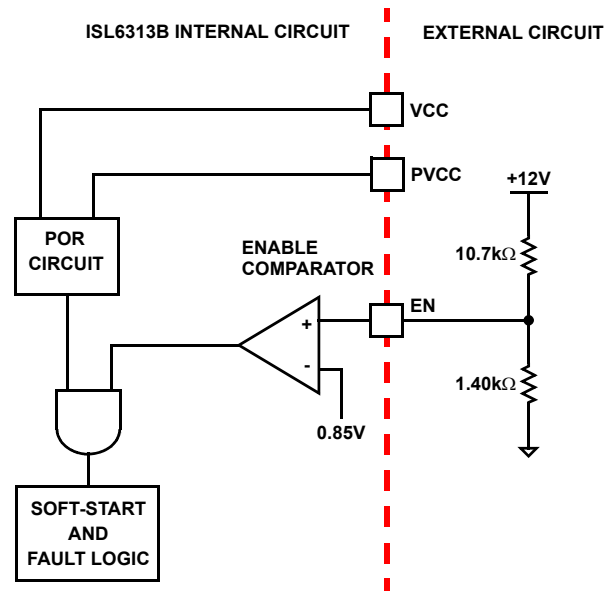 ISL6313B INTERNAL CIRCUIT
EXTERNAL CIRCUIT
VCC
PVCC
+12V
POR
CIRCUIT
ENABLE
COMPARATOR
10.7kΩ
EN
+
-
1.40kΩ
0.85V
SOFT-START
AND
FAULT LOGIC